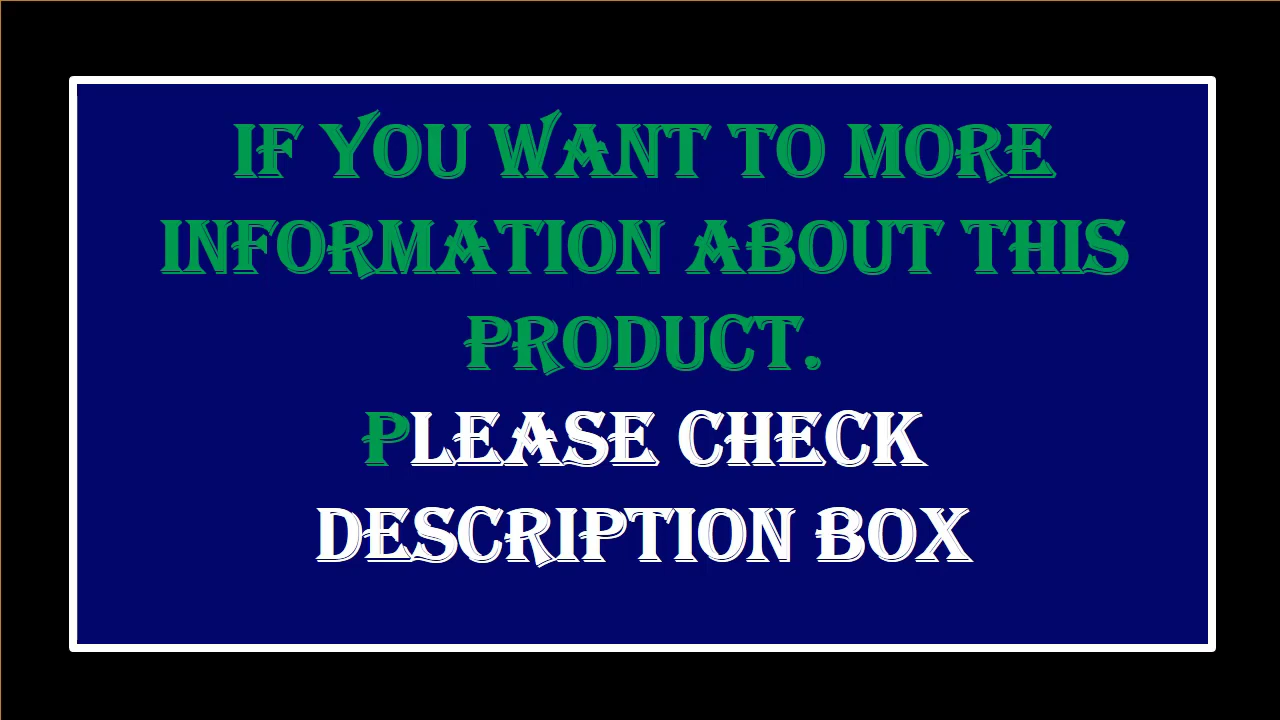 IF YOU WANT TO MORE
INFORMATION ABOUT THIS
PRODUCT.
PLEASE CHECK
DESCRIPTION BOX